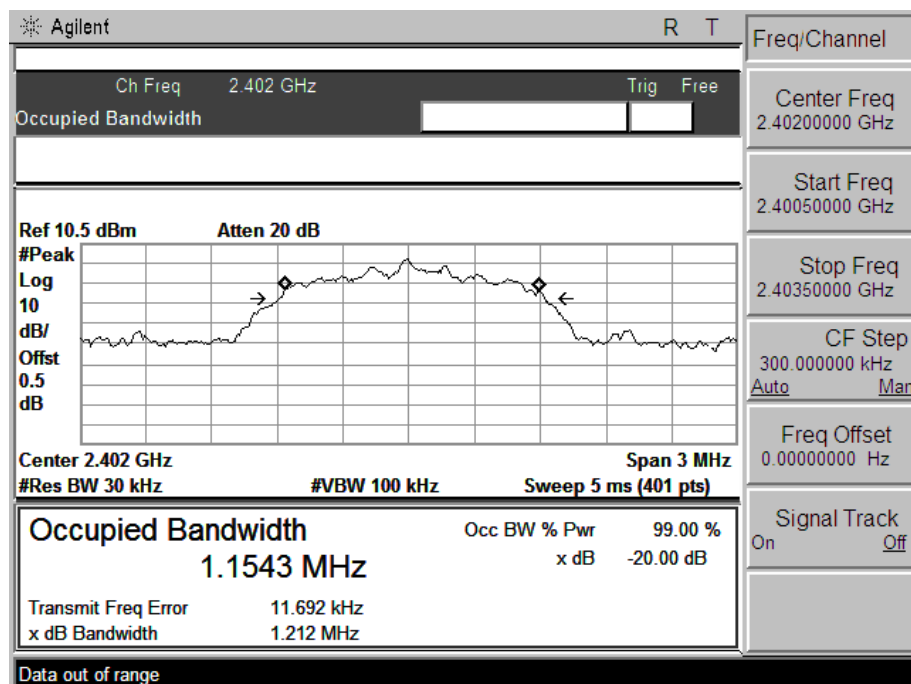 Agilent R T
Ch Freq 2.402 GHz Trig Free
Occupied Bandwidth
Ref 10.5 dBm Atten 20 dB
#Peak
Log
10
dB/
Offst
0.5
dB
Center 2.402 GHz Span 3 MHz
#Res BW 30 kHz #VBW 100 kHz Sweep 5 ms (401 pts)
Occupied Bandwidth
1.1543 MHz
Occ BW % Pwr 99.00 %
x dB -20.00 dB
Transmit Freq Error 11.692 kHz
x dB Bandwidth 1.212 MHz
Data out of range
Freq/Channel
Center Freq
2.40200000 GHz
Start Freq
2.40050000 GHz
Stop Freq
2.40350000 GHz
CF Step
300.000000 kHz
Auto Man
Freq Offset
0.00000000 Hz
Signal Track
On Off